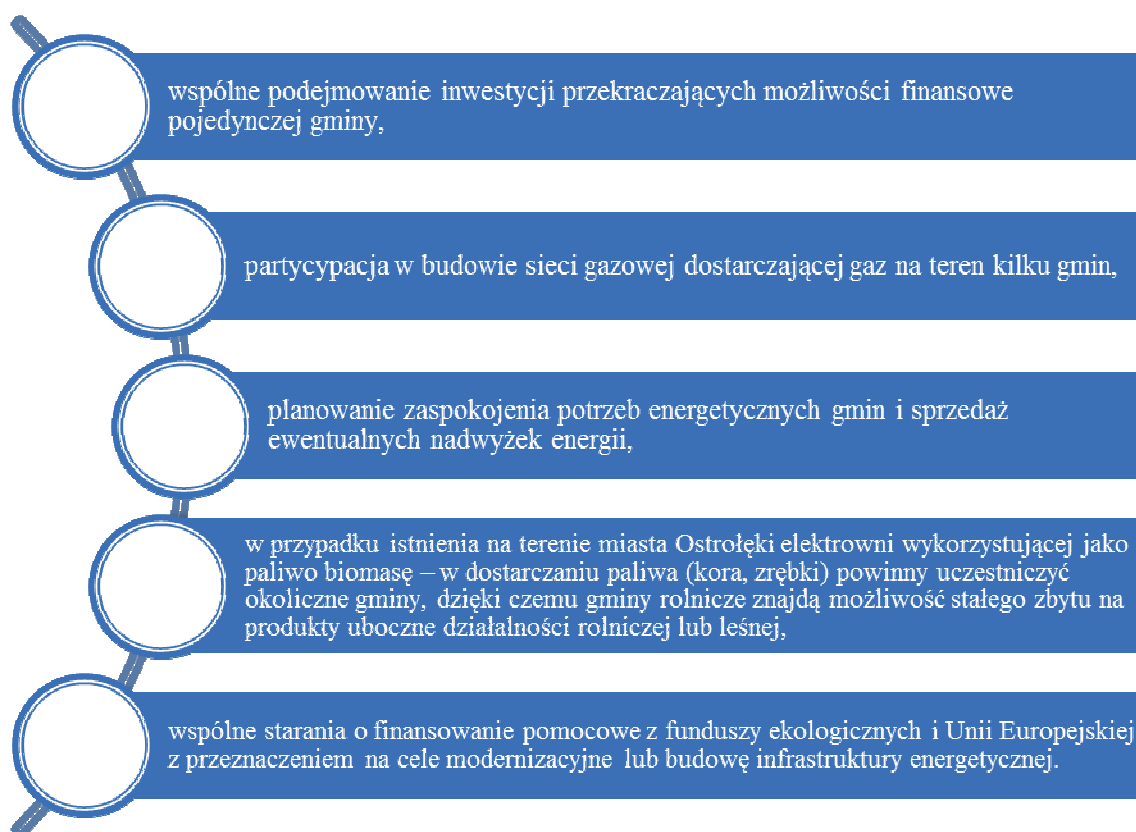 wspólne podejmowanie inwestycji przekraczających możliwości finansowe
pojedynczej gminy,
partycypacja w budowie sieci gazowej dostarczającej gaz na teren kilku gmin,
planowanie zaspokojenia potrzeb energetycznych gmin i sprzedaż
ewentualnych nadwyżek energii,
w przypadku istnienia na terenie miasta Ostrołęki elektrowni wykorzystującej jako
paliwo biomasę – w dostarczaniu paliwa (kora, zrębki) powinny uczestniczyć
okoliczne gminy, dzięki czemu gminy rolnicze znajdą możliwość stałego zbytu na
produkty uboczne działalności rolniczej lub leśnej,
wspólne starania o finansowanie pomocowe z funduszy ekologicznych i Unii Europejskiej
z przeznaczeniem na cele modernizacyjne lub budowę infrastruktury energetycznej.